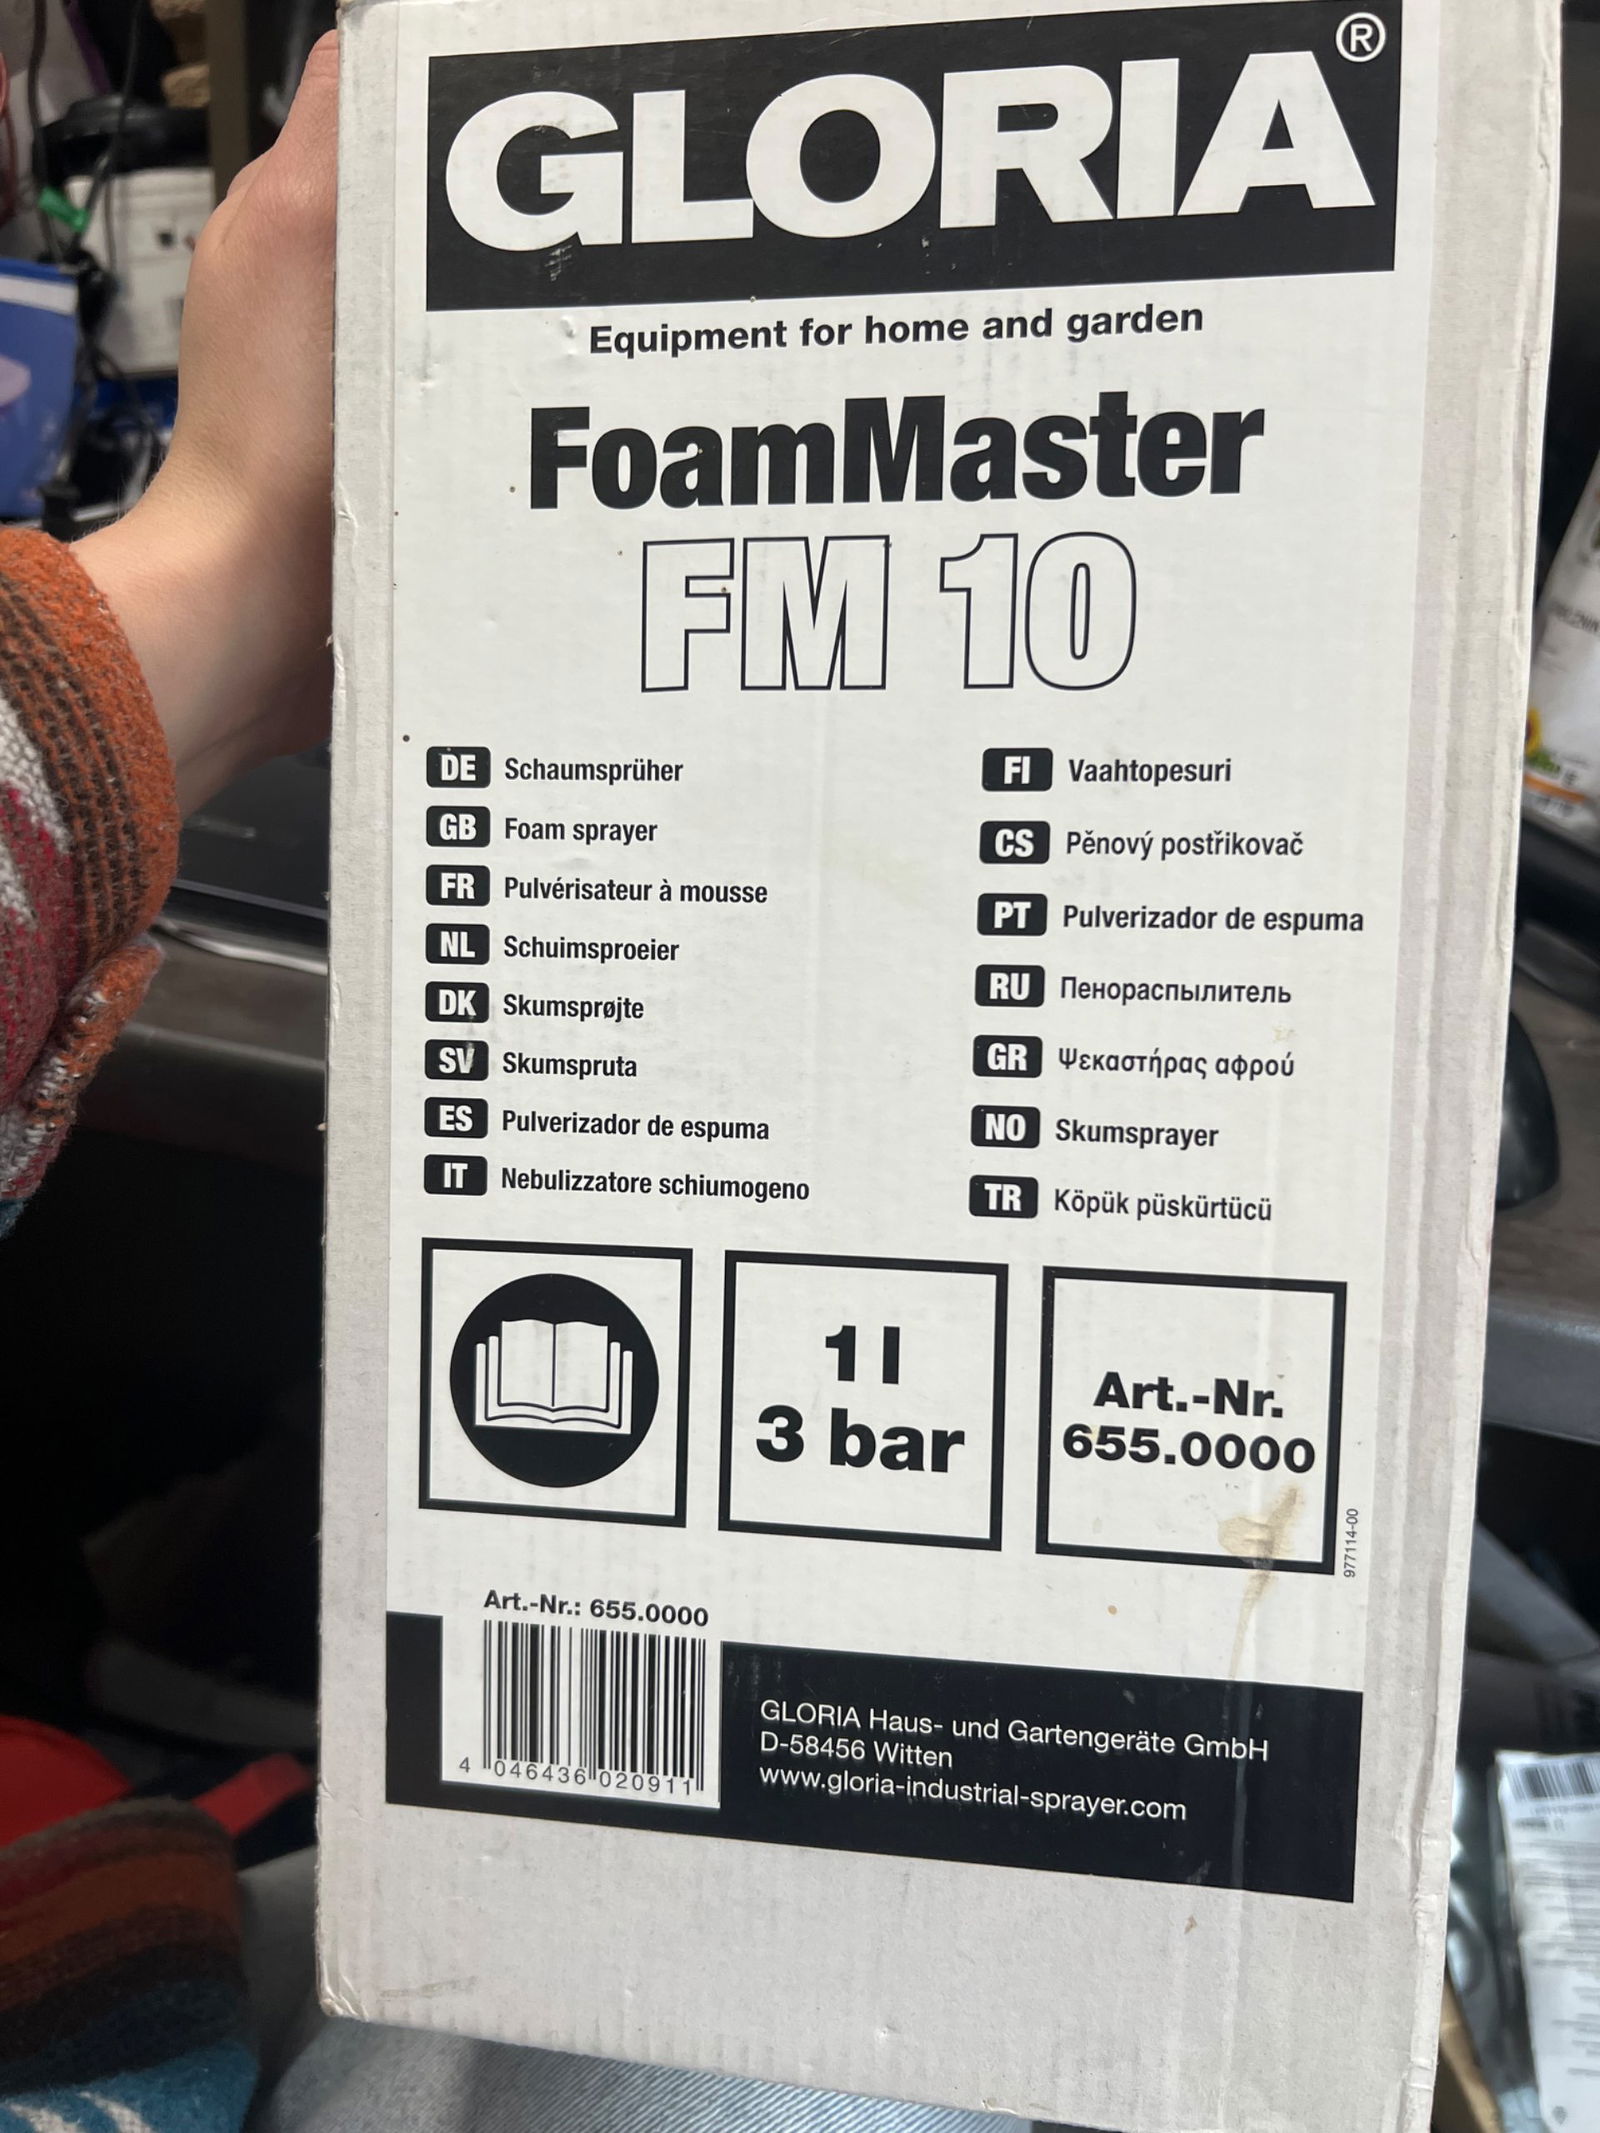 GLORIA®
Equipment for home and garden
FoamMaster
FM 10
DE Schaumsprüher
GB Foam sprayer
FR Pulvérisateur à mousse
NL Schuimsproeier
DK Skumsprøjte
SV Skumspruta
ES Pulverizador de espuma
IT Nebulizzatore schiumogeno
FI Vaahtopesuri
CS Pěnový postřikovač
PT Pulverizador de espuma
RU Пенораспылитель
GR Ψεκαστήρας αφρού
NO Skumsprayer
TR Köpük püskürtücü
1 l
3 bar
Art.-Nr.
655.0000
977114-00
Art.-Nr.: 655.0000
4 046436 020911
GLORIA Haus- und Gartengeräte GmbH
D-58456 Witten
www.gloria-industrial-sprayer.com